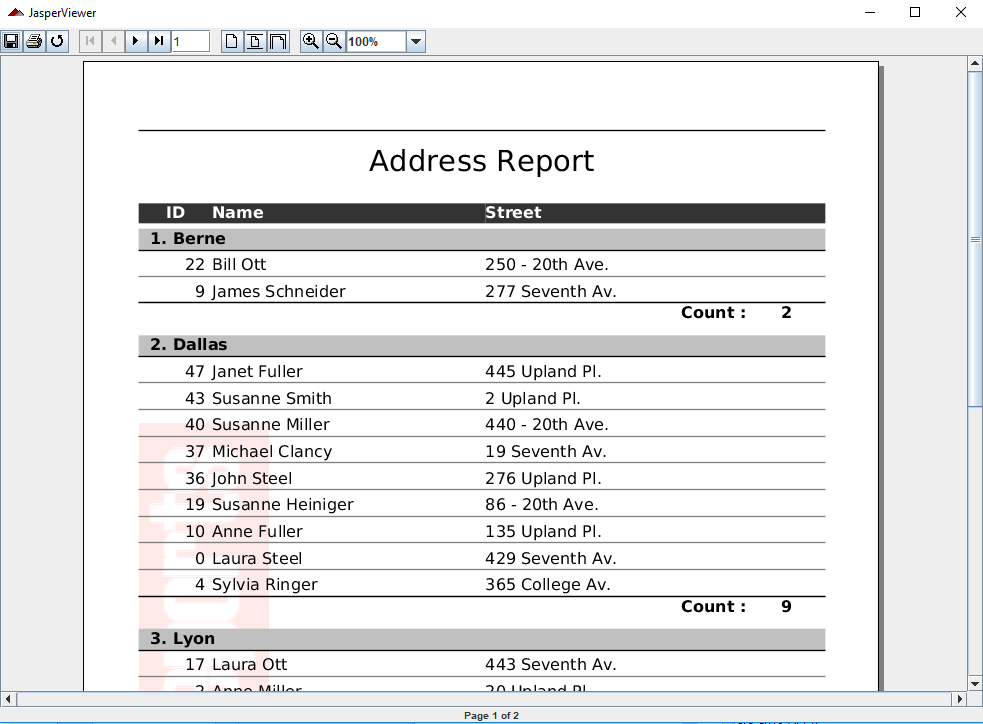 JasperViewer
1
100%
Address Report
ID Name Street
1. Berne
22 Bill Ott 250 - 20th Ave.
9 James Schneider 277 Seventh Av.
Count : 2
2. Dallas
47 Janet Fuller 445 Upland Pl.
43 Susanne Smith 2 Upland Pl.
40 Susanne Miller 440 - 20th Ave.
37 Michael Clancy 19 Seventh Av.
36 John Steel 276 Upland Pl.
19 Susanne Heiniger 86 - 20th Ave.
10 Anne Fuller 135 Upland Pl.
0 Laura Steel 429 Seventh Av.
4 Sylvia Ringer 365 College Av.
Count : 9
3. Lyon
17 Laura Ott 443 Seventh Av.
2 Anne Miller 20 Upland Pl.
Page 1 of 2